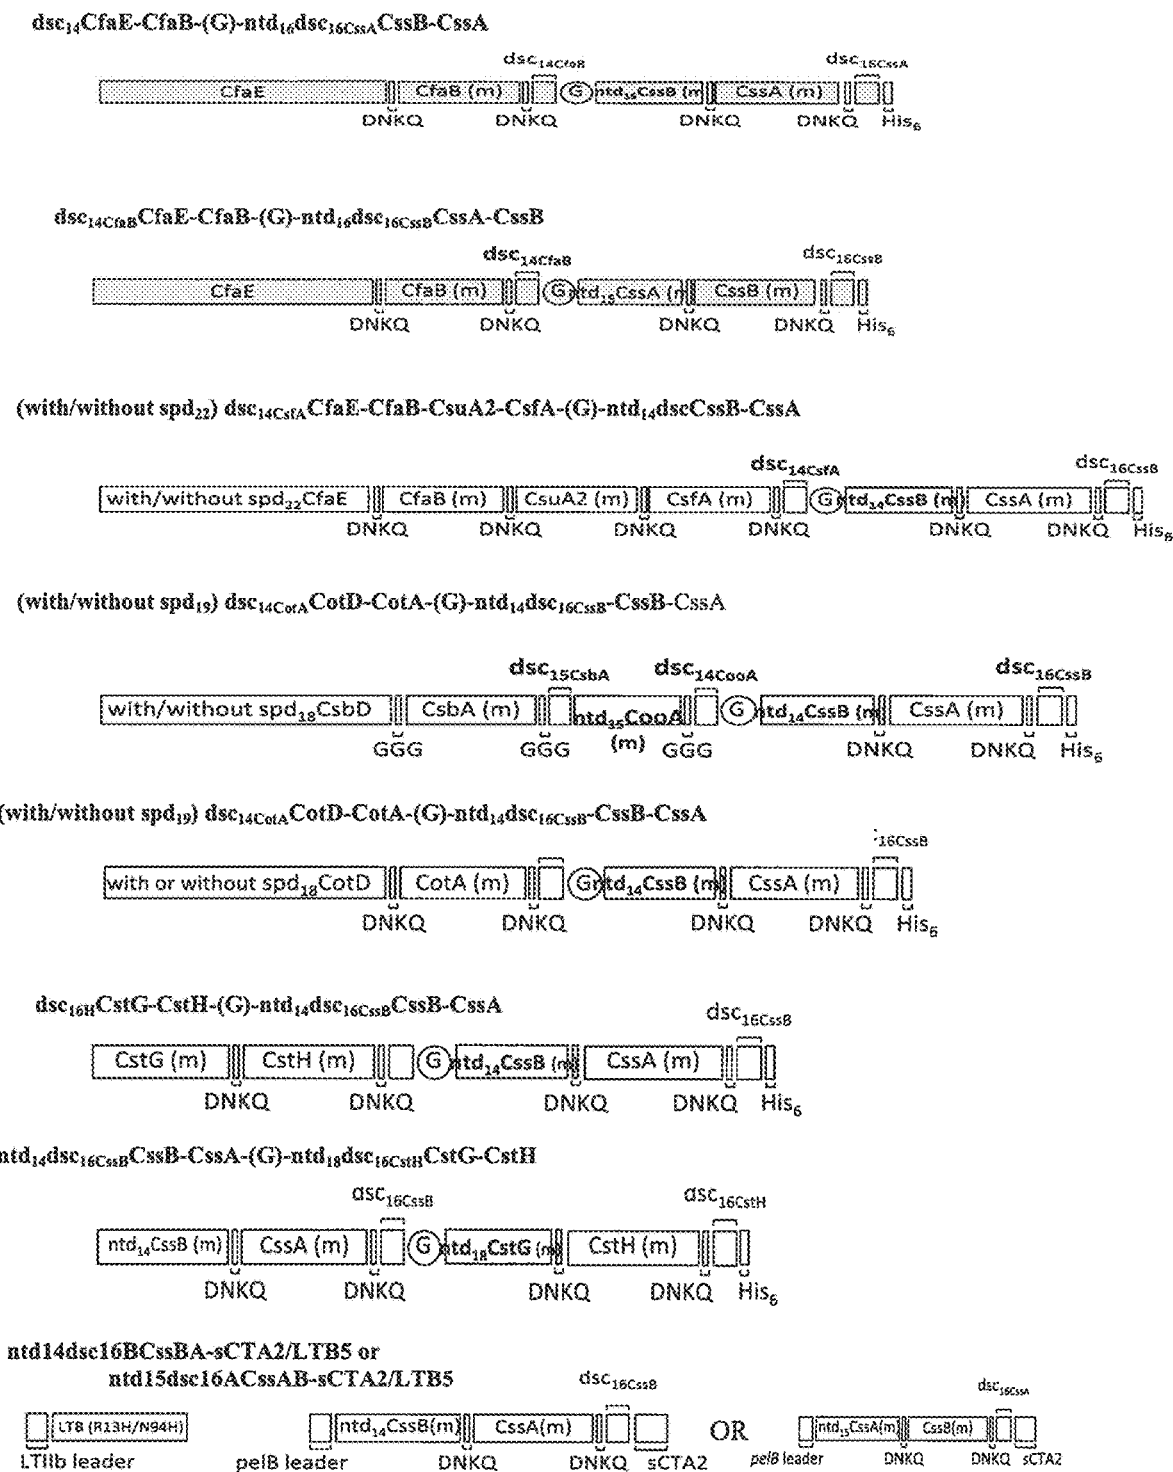 dsc14CfaE-CfaB-(G)-ntd16dsc16CssACssB-CssA
dsc14CfaB dsc16CssA
CfaE CfaB (m) G ntd16CssB (m CssA (m)
DNKQ DNKQ DNKQ DNKQ His6
dsc14CfaBCfaE-CfaB-(G)-ntd16dsc16CssBCssA-CssB
dsc14CfaB dsc16CssB
CfaE CfaB (m) G ntd15CssA (m CssB (m)
DNKQ DNKQ DNKQ DNKQ His6
(with/without spd22) dsc14CsfACfaE-CfaB-CsuA2-CsfA-(G)-ntd14dscCssB-CssA
dsc14CsfA dsc16CssB
with/without spd22CfaE CfaB (m) CsuA2 (m) CsfA (m) G ntd14CssB (m) CssA (m)
DNKQ DNKQ DNKQ DNKQ DNKQ DNKQ His6
(with/without spd19) dsc14CotACotD-CotA-(G)-ntd14dsc16CssB-CssB-CssA
dsc15CsbA dsc14CooA dsc16CssB
with/without spd18CsbD CsbA (m) ntd15CooA (m) G ntd14CssB (m CssA (m)
GGG GGG GGG DNKQ DNKQ His6
(with/without spd19) dsc14CotACotD-CotA-(G)-ntd14dsc16CssB-CssB-CssA
16CssB
with or without spd18CotD CotA (m) G ntd14CssB (m CssA (m)
DNKQ DNKQ DNKQ DNKQ His6
dsc16HCstG-CstH-(G)-ntd14dsc16CssBCssB-CssA
dsc16CssB
CstG (m) CstH (m) G ntd14CssB (m CssA (m)
DNKQ DNKQ DNKQ DNKQ His6
ntd14dsc16CssBCssB-CssA-(G)-ntd18dsc16CstHCstG-CstH
dsc16CssB dsc16CstH
ntd14CssB (m) CssA (m) G ntd18CstG (m CstH (m)
DNKQ DNKQ DNKQ DNKQ His6
ntd14dsc16BCssBA-sCTA2/LTB5 or
ntd15dsc16ACssAB-sCTA2/LTB5
dsc16CssB dsc16CssA
LTB (R13H/N94H) ntd14CssB(m) CssA(m) OR ntd15CssA(m) CssB(m)
LTIIb leader pelB leader DNKQ DNKQ sCTA2 pelB leader DNKQ DNKQ sCTA2